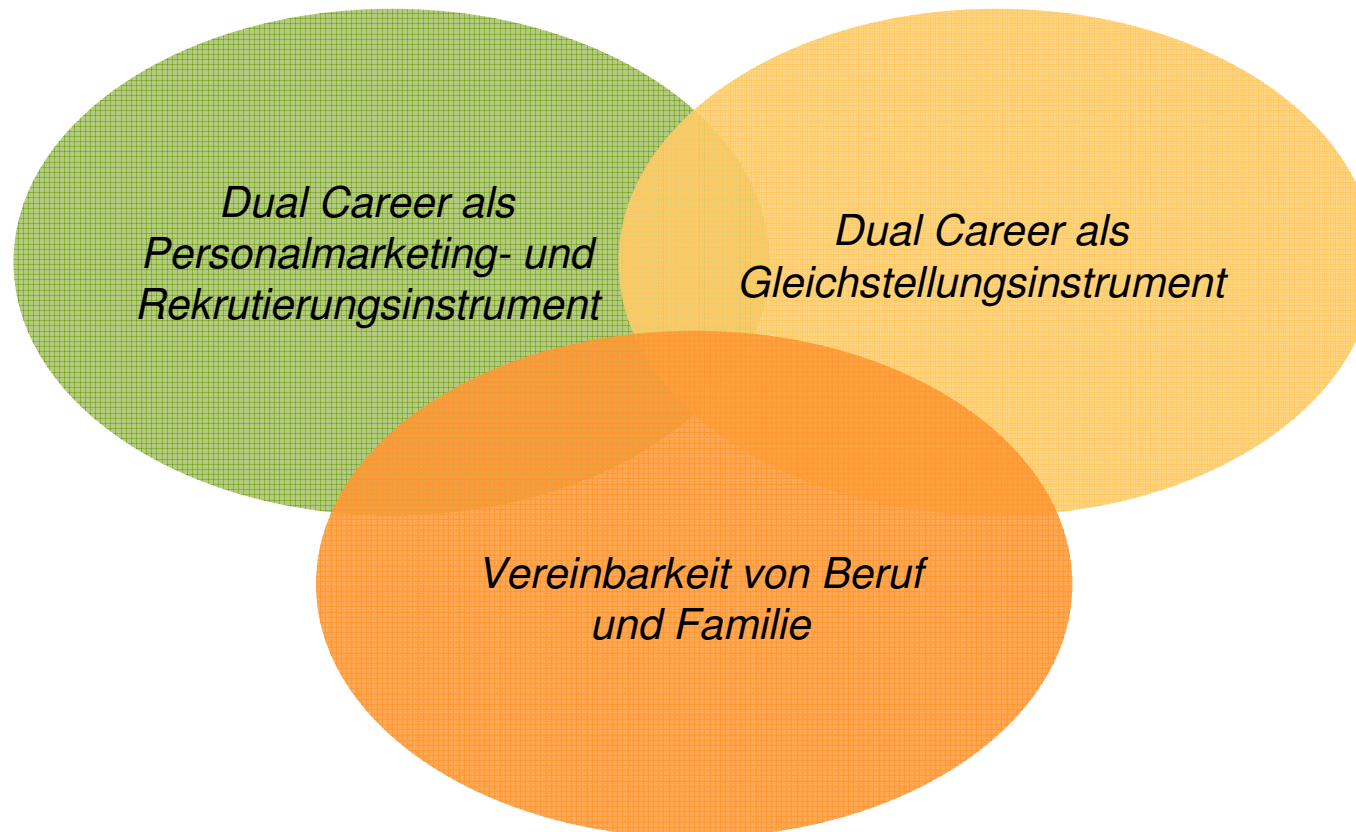 Dual Career als
Personalmarketing- und
Rekrutierungsinstrument
Dual Career als
Gleichstellungsinstrument
Vereinbarkeit von Beruf
und Familie